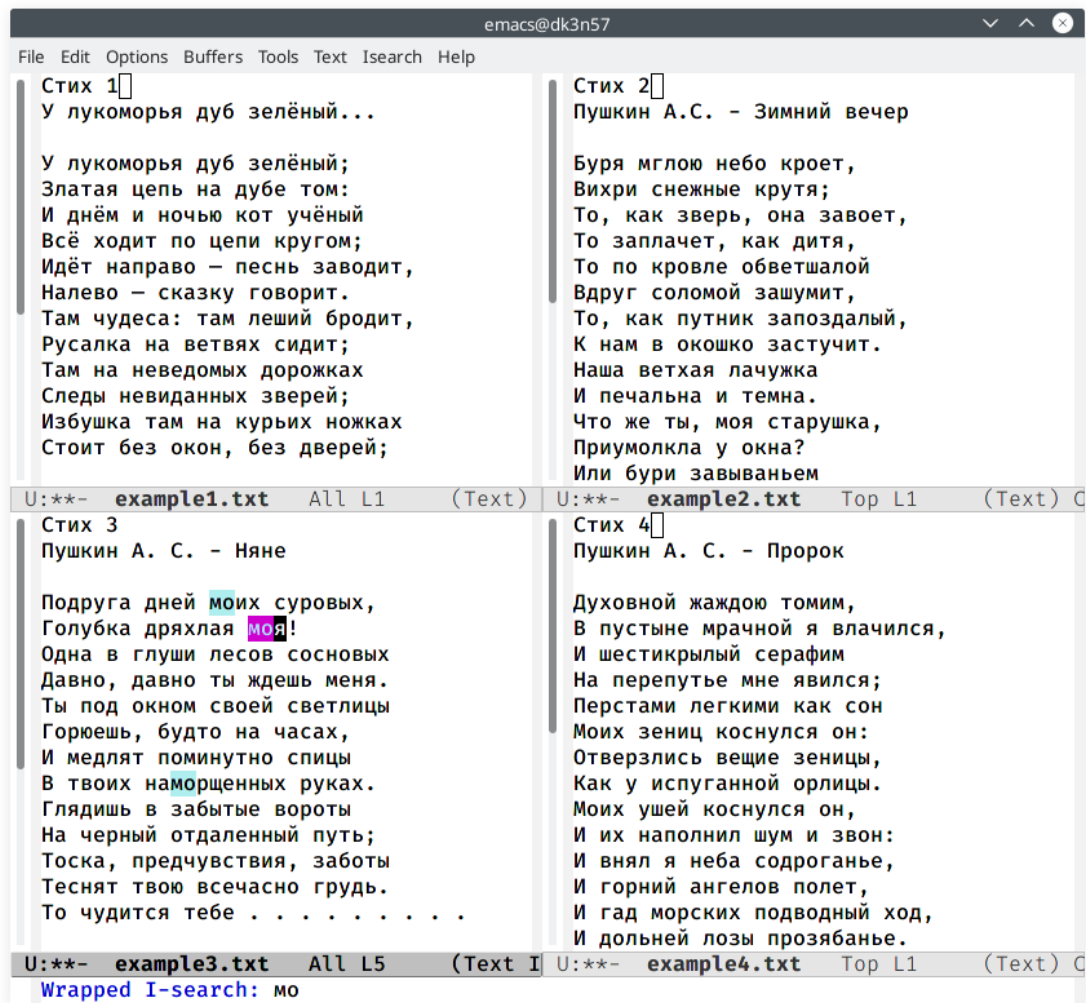 emacs@dk3n57
File Edit Options Buffers Tools Text Isearch Help
Стих 1
У лукоморья дуб зелёный...
У лукоморья дуб зелёный;
Златая цепь на дубе том:
И днём и ночью кот учёный
Всё ходит по цепи кругом;
Идёт направо — песнь заводит,
Налево — сказку говорит.
Там чудеса: там леший бродит,
Русалка на ветвях сидит;
Там на неведомых дорожках
Следы невиданных зверей;
Избушка там на курьих ножках
Стоит без окон, без дверей;
U:**-  example1.txt   All L1     (Text)
Стих 2
Пушкин А.С. - Зимний вечер
Буря мглою небо кроет,
Вихри снежные крутя;
То, как зверь, она завоет,
То заплачет, как дитя,
То по кровле обветшалой
Вдруг соломой зашумит,
То, как путник запоздалый,
К нам в окошко застучит.
Наша ветхая лачужка
И печальна и темна.
Что же ты, моя старушка,
Приумолкла у окна?
Или бури завываньем
U:**-  example2.txt   Top L1     (Text) C
Стих 3
Пушкин А. С. - Няне
Подруга дней моих суровых,
Голубка дряхлая моя!
Одна в глуши лесов сосновых
Давно, давно ты ждешь меня.
Ты под окном своей светлицы
Горюешь, будто на часах,
И медлят поминутно спицы
В твоих наморщенных руках.
Глядишь в забытые вороты
На черный отдаленный путь;
Тоска, предчувствия, заботы
Теснят твою всечасно грудь.
То чудится тебе . . . . . . . . .
U:**-  example3.txt   All L5     (Text I
Стих 4
Пушкин А. С. - Пророк
Духовной жаждою томим,
В пустыне мрачной я влачился,
И шестикрылый серафим
На перепутье мне явился;
Перстами легкими как сон
Моих зениц коснулся он:
Отверзлись вещие зеницы,
Как у испуганной орлицы.
Моих ушей коснулся он,
И их наполнил шум и звон:
И внял я неба содроганье,
И горний ангелов полет,
И гад морских подводный ход,
И дольней лозы прозябанье.
U:**-  example4.txt   Top L1     (Text) C
Wrapped I-search: мо